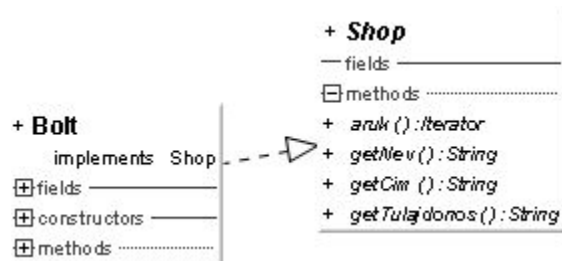 + Bolt
implements Shop
fields
constructors
methods
+ Shop
fields
methods
+ aruk () : Iterator
+ getNev () : String
+ getCim () : String
+ getTulajdonos () : String